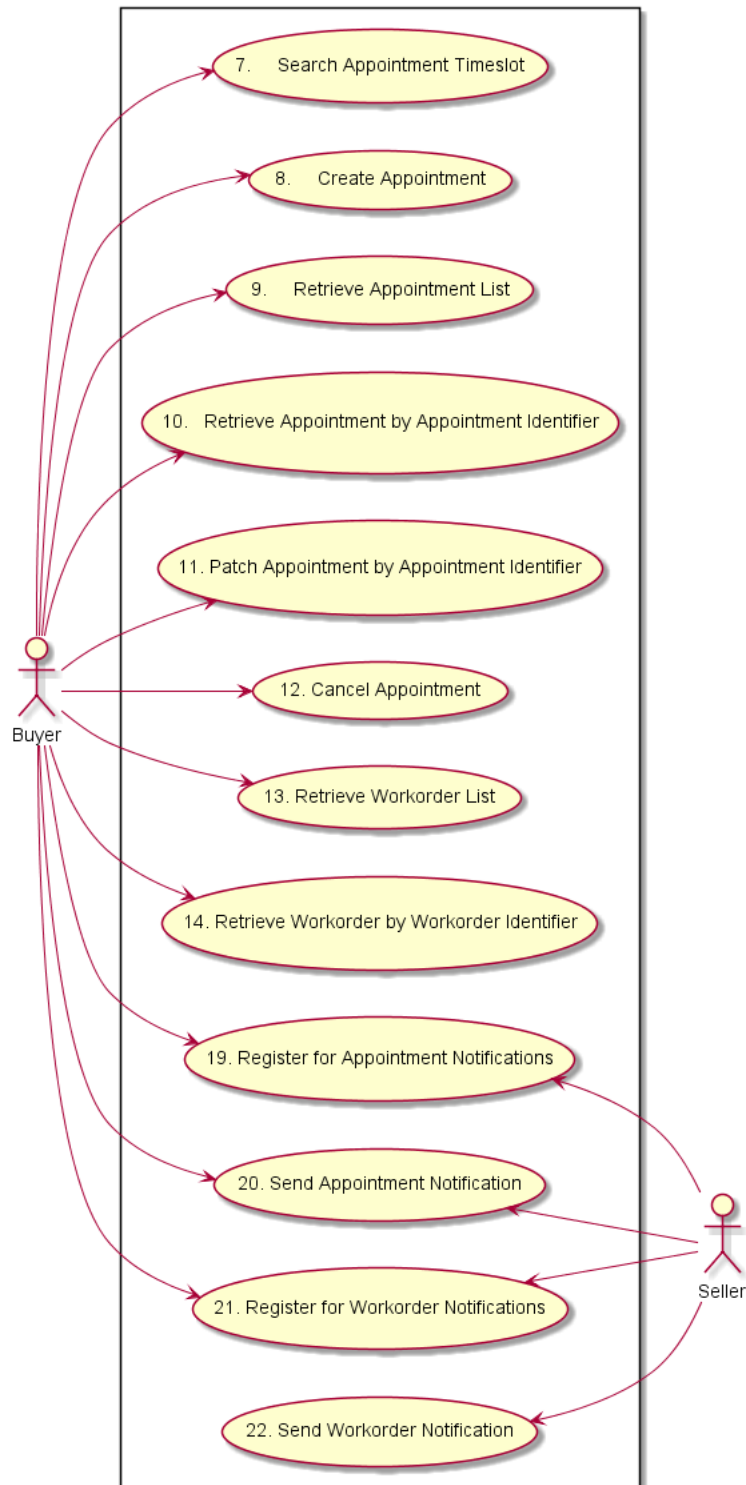 7. Search Appointment Timeslot
8. Create Appointment
9. Retrieve Appointment List
10. Retrieve Appointment by Appointment Identifier
11. Patch Appointment by Appointment Identifier
12. Cancel Appointment
Buyer
13. Retrieve Workorder List
14. Retrieve Workorder by Workorder Identifier
19. Register for Appointment Notifications
20. Send Appointment Notification
Seller
21. Register for Workorder Notifications
22. Send Workorder Notification